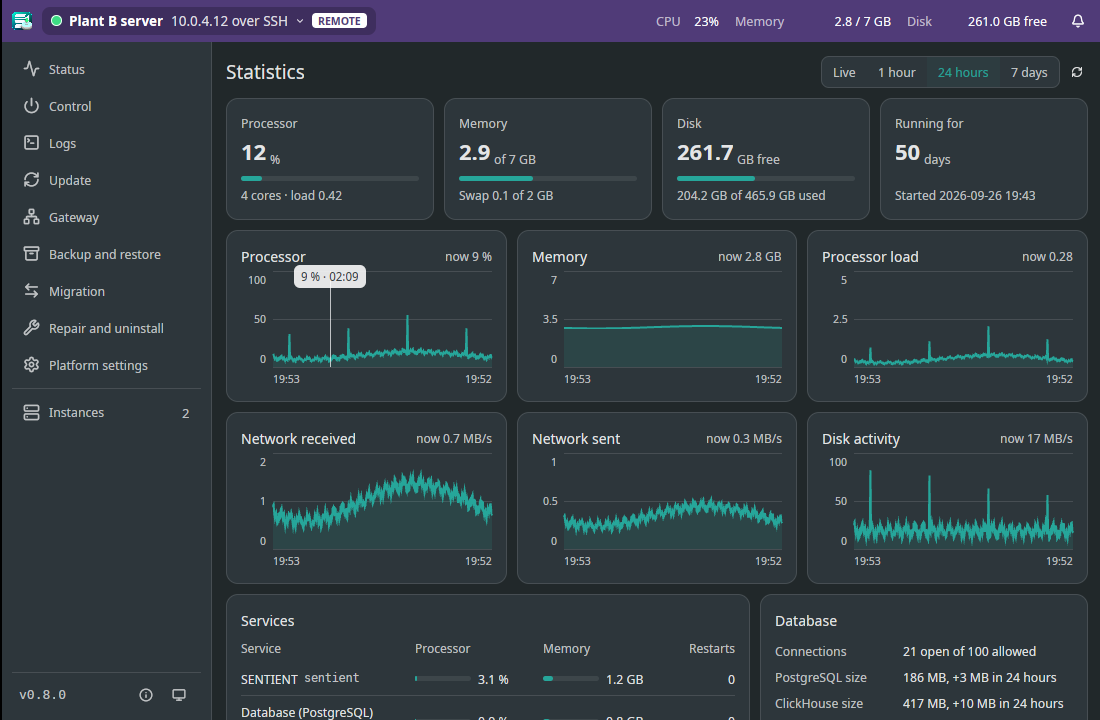 Plant B server 10.0.4.12 over SSH REMOTE CPU 23% Memory 2.8 / 7 GB Disk 261.0 GB free
Status
Control
Logs
Update
Gateway
Backup and restore
Migration
Repair and uninstall
Platform settings
Instances 2
v0.8.0
Statistics
Live 1 hour 24 hours 7 days
Processor
12 %
4 cores · load 0.42
Memory
2.9 of 7 GB
Swap 0.1 of 2 GB
Disk
261.7 GB free
204.2 GB of 465.9 GB used
Running for
50 days
Started 2026-09-26 19:43
Processor now 9 %
9 % · 02:09
100
50
0
19:53 19:52
Memory now 2.8 GB
7
3.5
0
19:53 19:52
Processor load now 0.28
5
2.5
0
19:53 19:52
Network received now 0.7 MB/s
2
1
0
19:53 19:52
Network sent now 0.3 MB/s
1
0.5
0
19:53 19:52
Disk activity now 17 MB/s
100
50
0
19:53 19:52
Services
Service Processor Memory Restarts
SENTIENT sentient 3.1 % 1.2 GB 0
Database (PostgreSQL)
Database
Connections 21 open of 100 allowed
PostgreSQL size 186 MB, +3 MB in 24 hours
ClickHouse size 417 MB, +10 MB in 24 hours